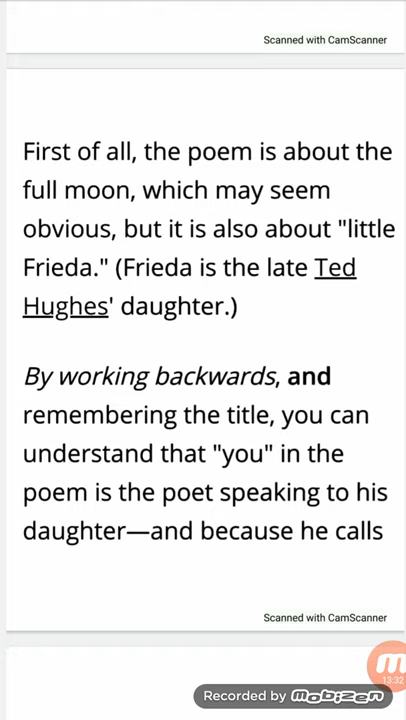 Scanned with CamScanner
First of all, the poem is about the
full moon, which may seem
obvious, but it is also about "little
Frieda." (Frieda is the late Ted
Hughes' daughter.)
By working backwards, and
remembering the title, you can
understand that "you" in the
poem is the poet speaking to his
daughter—and because he calls
Scanned with CamScanner
13:32
Recorded by mobizen